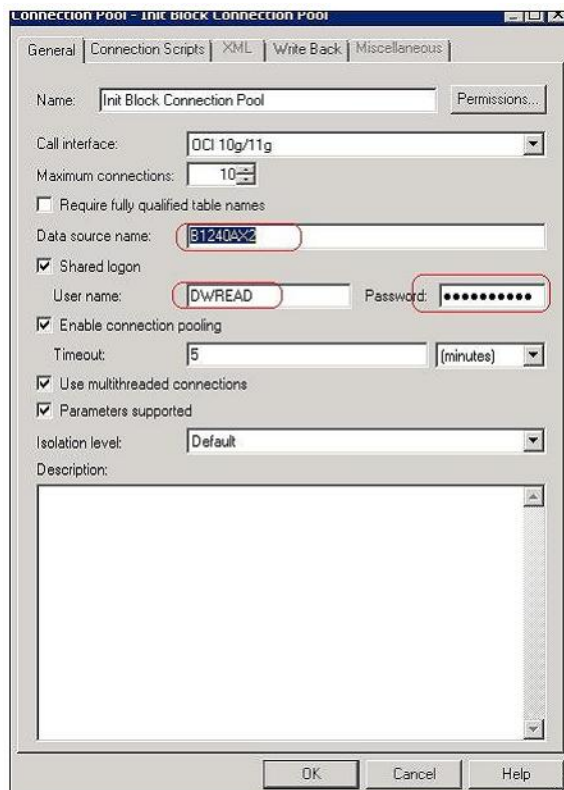 Connection Pool - Init Block Connection Pool
General Connection Scripts XML Write Back Miscellaneous
Name: Init Block Connection Pool Permissions...
Call interface: OCI 10g/11g
Maximum connections: 10
Require fully qualified table names
Data source name: B1240AX2
Shared logon
User name: DWREAD Password: ●●●●●●●●●●
Enable connection pooling
Timeout: 5 (minutes)
Use multithreaded connections
Parameters supported
Isolation level: Default
Description:
OK Cancel Help